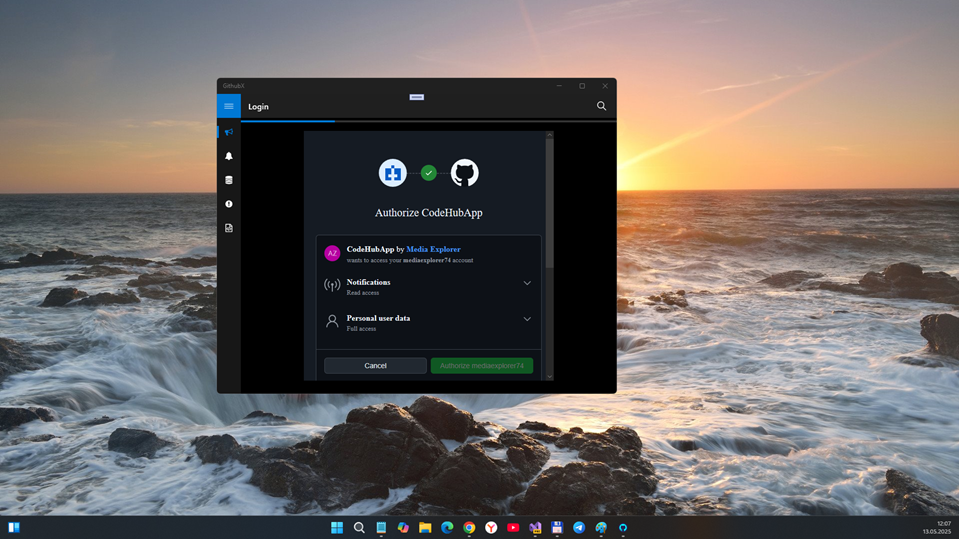 GithubX
Login
Authorize CodeHubApp
AZ
CodeHubApp by Media Explorer
wants to access your mediaexplorer74 account
Notifications
Read access
Personal user data
Full access
Cancel
Authorize mediaexplorer74
12:07
13.05.2025